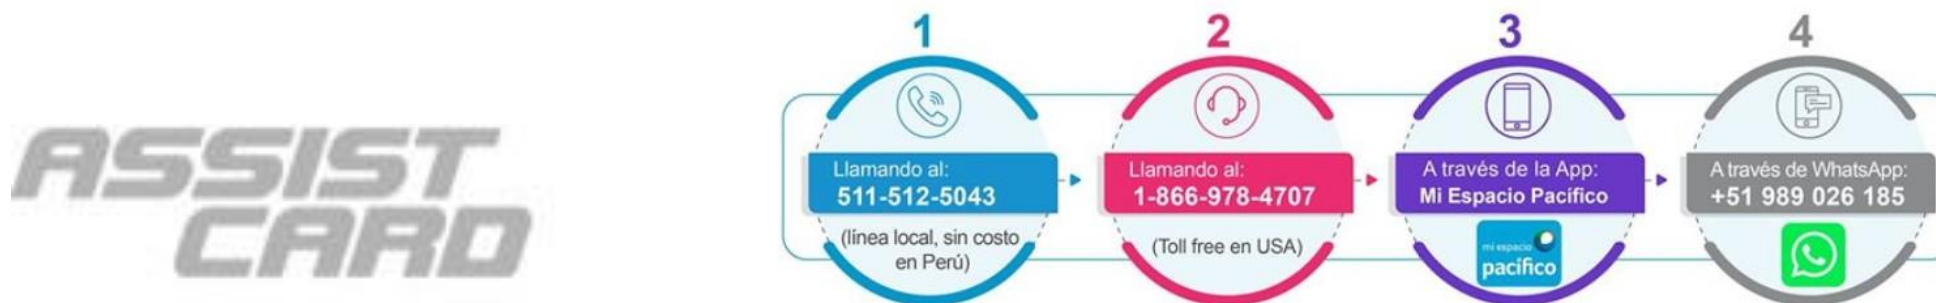 ASSIST
CARD
1
Llamando al:
511-512-5043
(línea local, sin costo
en Perú)
2
Llamando al:
1-866-978-4707
(Toll free en USA)
3
A través de la App:
Mi Espacio Pacífico
mi espacio
pacífico
4
A través de WhatsApp:
+51 989 026 185